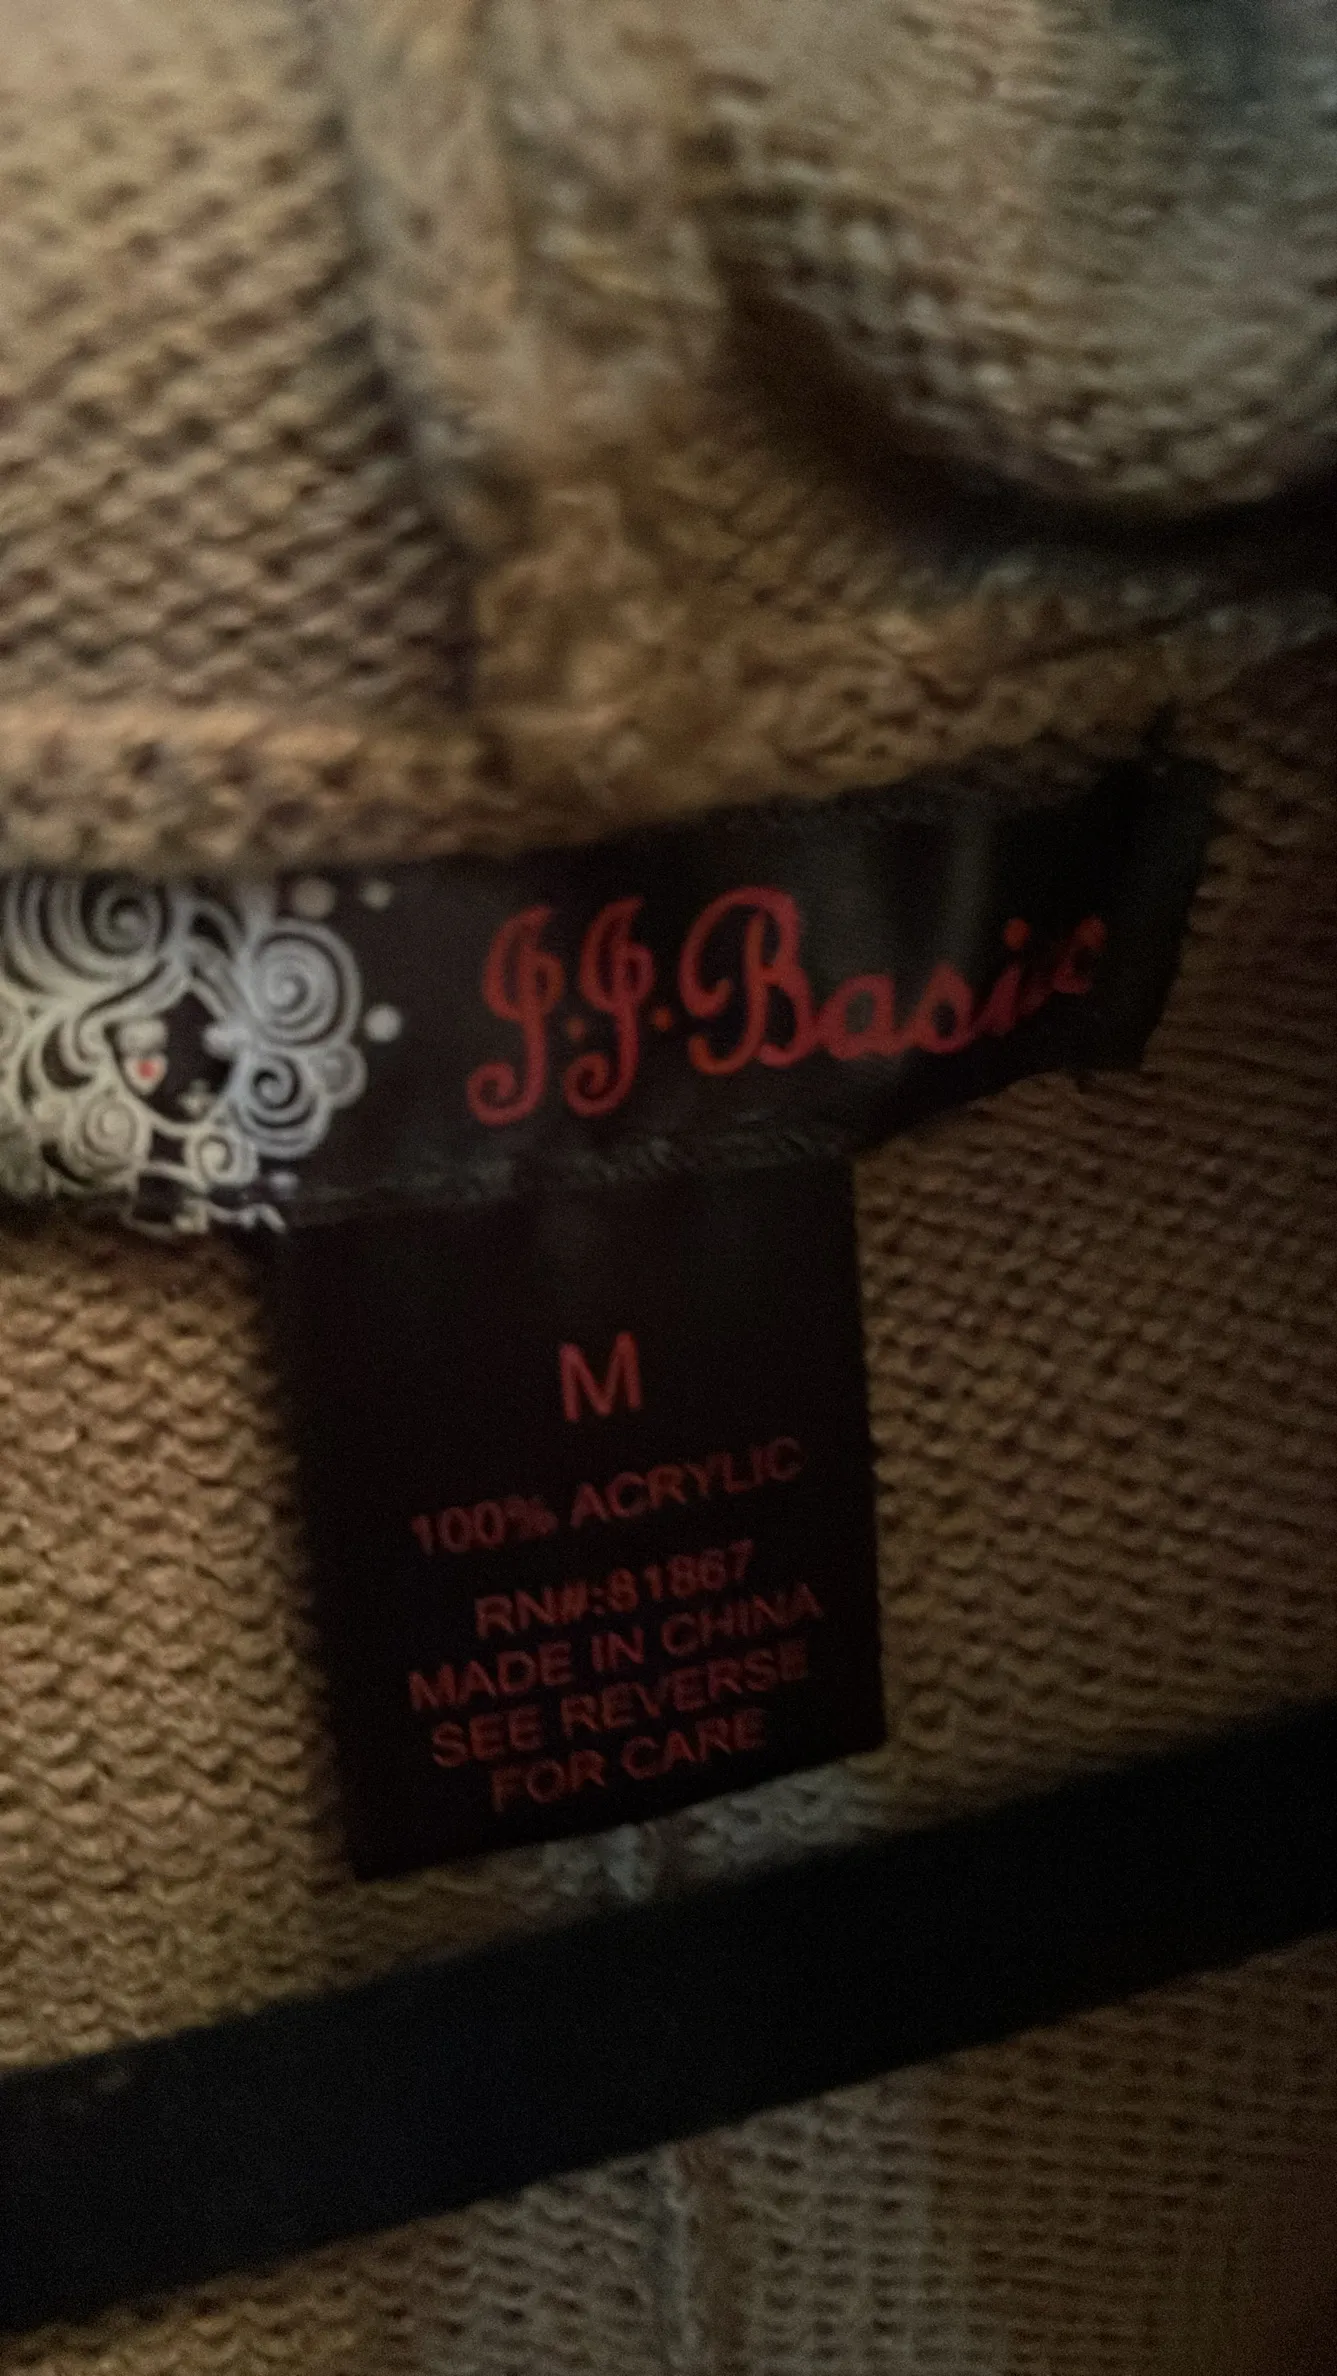 J.J. Basic
M
100% ACRYLIC
RN#:81867
MADE IN CHINA
SEE REVERSE
FOR CARE